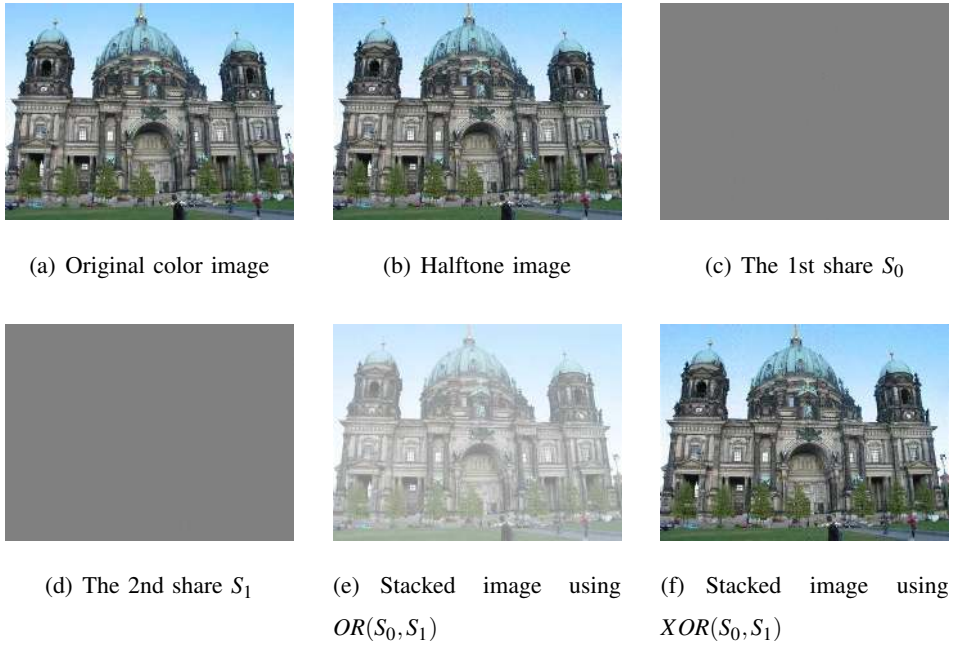 (a) Original color image
(b) Halftone image
(c) The 1st share S0
(d) The 2nd share S1
(e) Stacked image using
OR(S0,S1)
(f) Stacked image using
XOR(S0,S1)